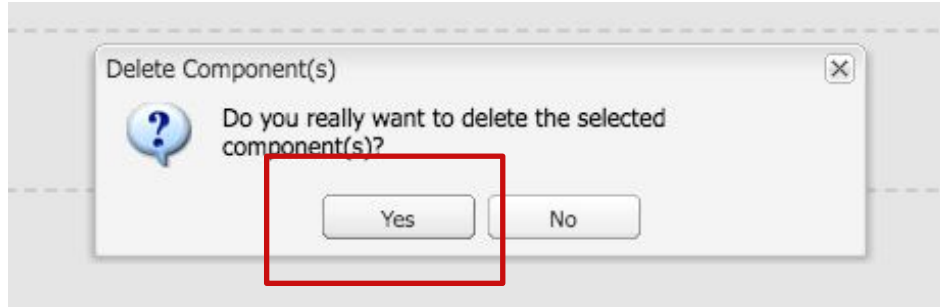 Delete Component(s)
Do you really want to delete the selected
component(s)?
Yes No